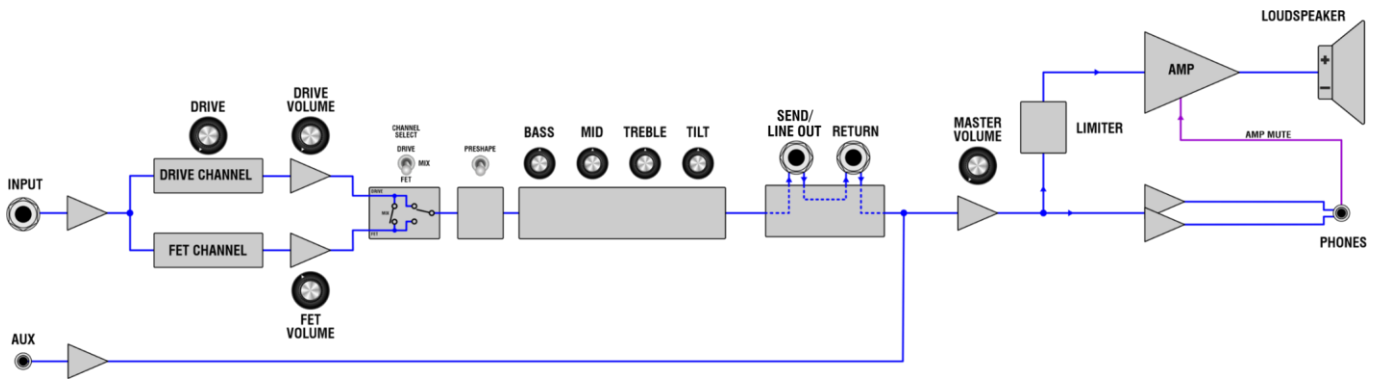 LOUDSPEAKER
DRIVE
DRIVE
VOLUME
CHANNEL
SELECT
DRIVE
MIX
FET
PRESHAPE
BASS
MID
TREBLE
TILT
SEND/
LINE OUT
RETURN
MASTER
VOLUME
LIMITER
AMP
+
−
AMP MUTE
INPUT
DRIVE CHANNEL
FET CHANNEL
DRIVE
MIX
FET
FET
VOLUME
PHONES
AUX